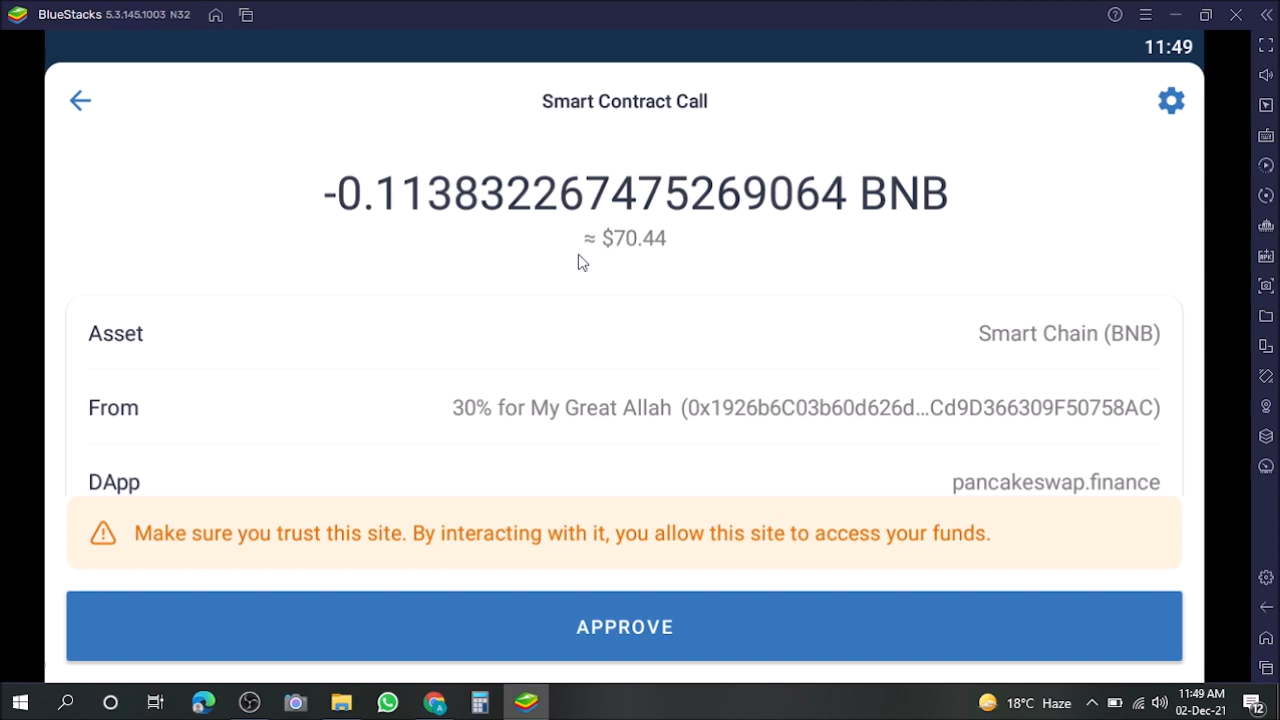 BlueStacks 5.3.145.1003 N32
11:49
Smart Contract Call
-0.113832267475269064 BNB
≈ $70.44
Asset Smart Chain (BNB)
From 30% for My Great Allah (0x1926b6C03b60d626d...Cd9D366309F50758AC)
DApp pancakeswap.finance
Make sure you trust this site. By interacting with it, you allow this site to access your funds.
APPROVE
18°C Haze 11:49 AM
02-Dec-21 12